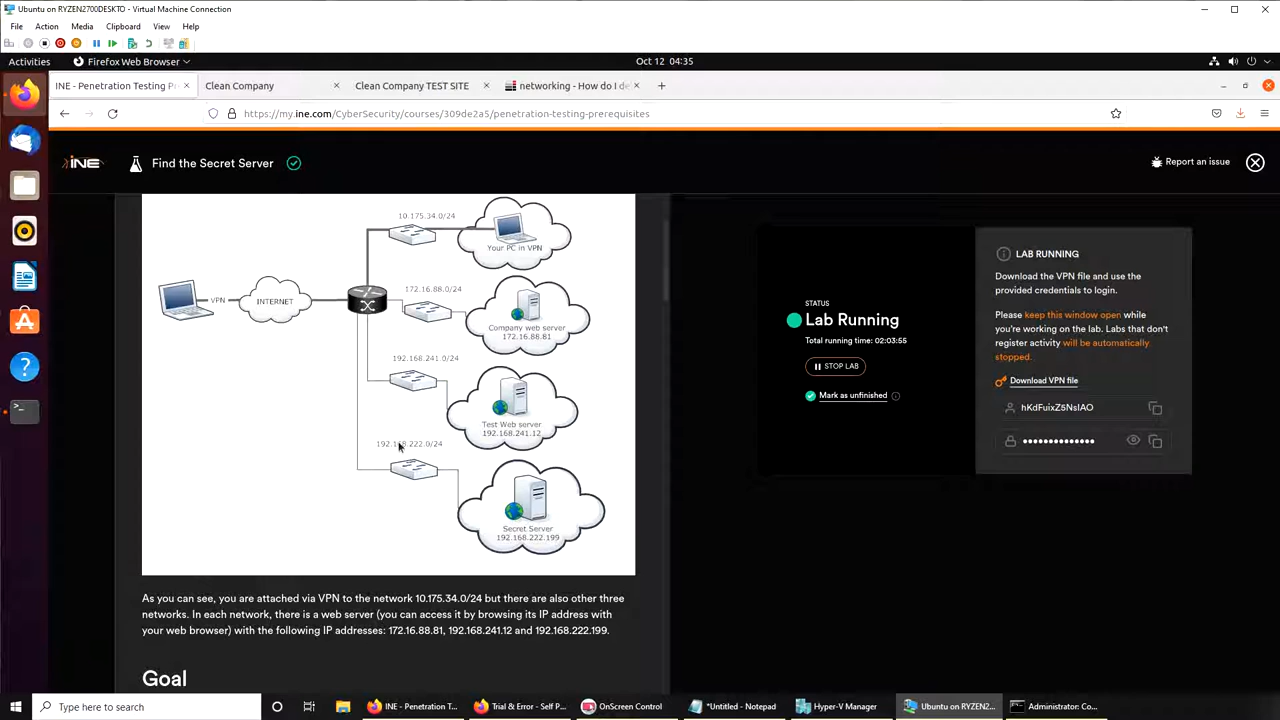 Ubuntu on RYZEN2700DESKTO - Virtual Machine Connection
File Action Media Clipboard View Help
Activities Firefox Web Browser Oct 12 04:35
INE - Penetration Testing Pr Clean Company Clean Company TEST SITE networking - How do I de
https://my.ine.com/CyberSecurity/courses/309de2a5/penetration-testing-prerequisites
INE Find the Secret Server Report an issue
10.175.34.0/24
Your PC in VPN
172.16.88.0/24
VPN INTERNET
Company web server
172.16.88.81
192.168.241.0/24
Test Web server
192.168.241.12
192.168.222.0/24
Secret Server
192.168.222.199
As you can see, you are attached via VPN to the network 10.175.34.0/24 but there are also other three
networks. In each network, there is a web server (you can access it by browsing its IP address with
your web browser) with the following IP addresses: 172.16.88.81, 192.168.241.12 and 192.168.222.199.
Goal
STATUS
Lab Running
Total running time: 02:03:55
STOP LAB
Mark as unfinished
LAB RUNNING
Download the VPN file and use the
provided credentials to login.
Please keep this window open while
you're working on the lab. Labs that don't
register activity will be automatically
stopped.
Download VPN file
hKdFuixZ5NsIAO
Type here to search
INE - Penetration T... Trial & Error - Self P... OnScreen Control *Untitled - Notepad Hyper-V Manager Ubuntu on RYZEN2... Administrator: Co...